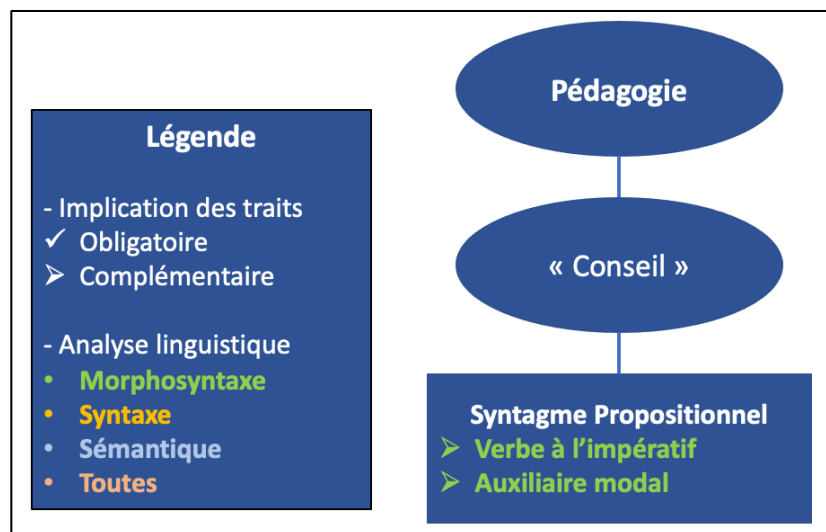 Légende
- Implication des traits
✓ Obligatoire
➢ Complémentaire
- Analyse linguistique
• Morphosyntaxe
• Syntaxe
• Sémantique
• Toutes
Pédagogie
« Conseil »
Syntagme Propositionnel
➢ Verbe à l’impératif
➢ Auxiliaire modal